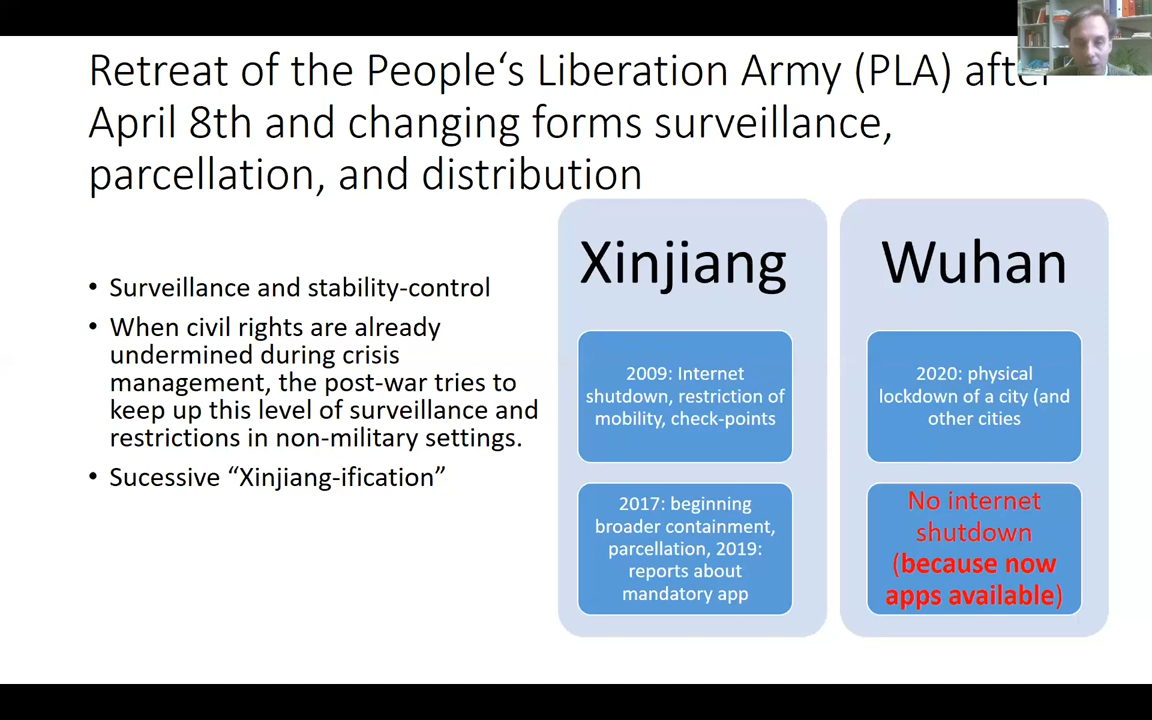 Retreat of the People‘s Liberation Army (PLA) after
April 8th and changing forms surveillance,
parcellation, and distribution
• Surveillance and stability-control
• When civil rights are already
undermined during crisis
management, the post-war tries to
keep up this level of surveillance and
restrictions in non-military settings.
• Sucessive “Xinjiang-ification”
Xinjiang
2009: Internet
shutdown, restriction of
mobility, check-points
2017: beginning
broader containment,
parcellation, 2019:
reports about
mandatory app
Wuhan
2020: physical
lockdown of a city (and
other cities
No internet
shutdown
(because now
apps available)